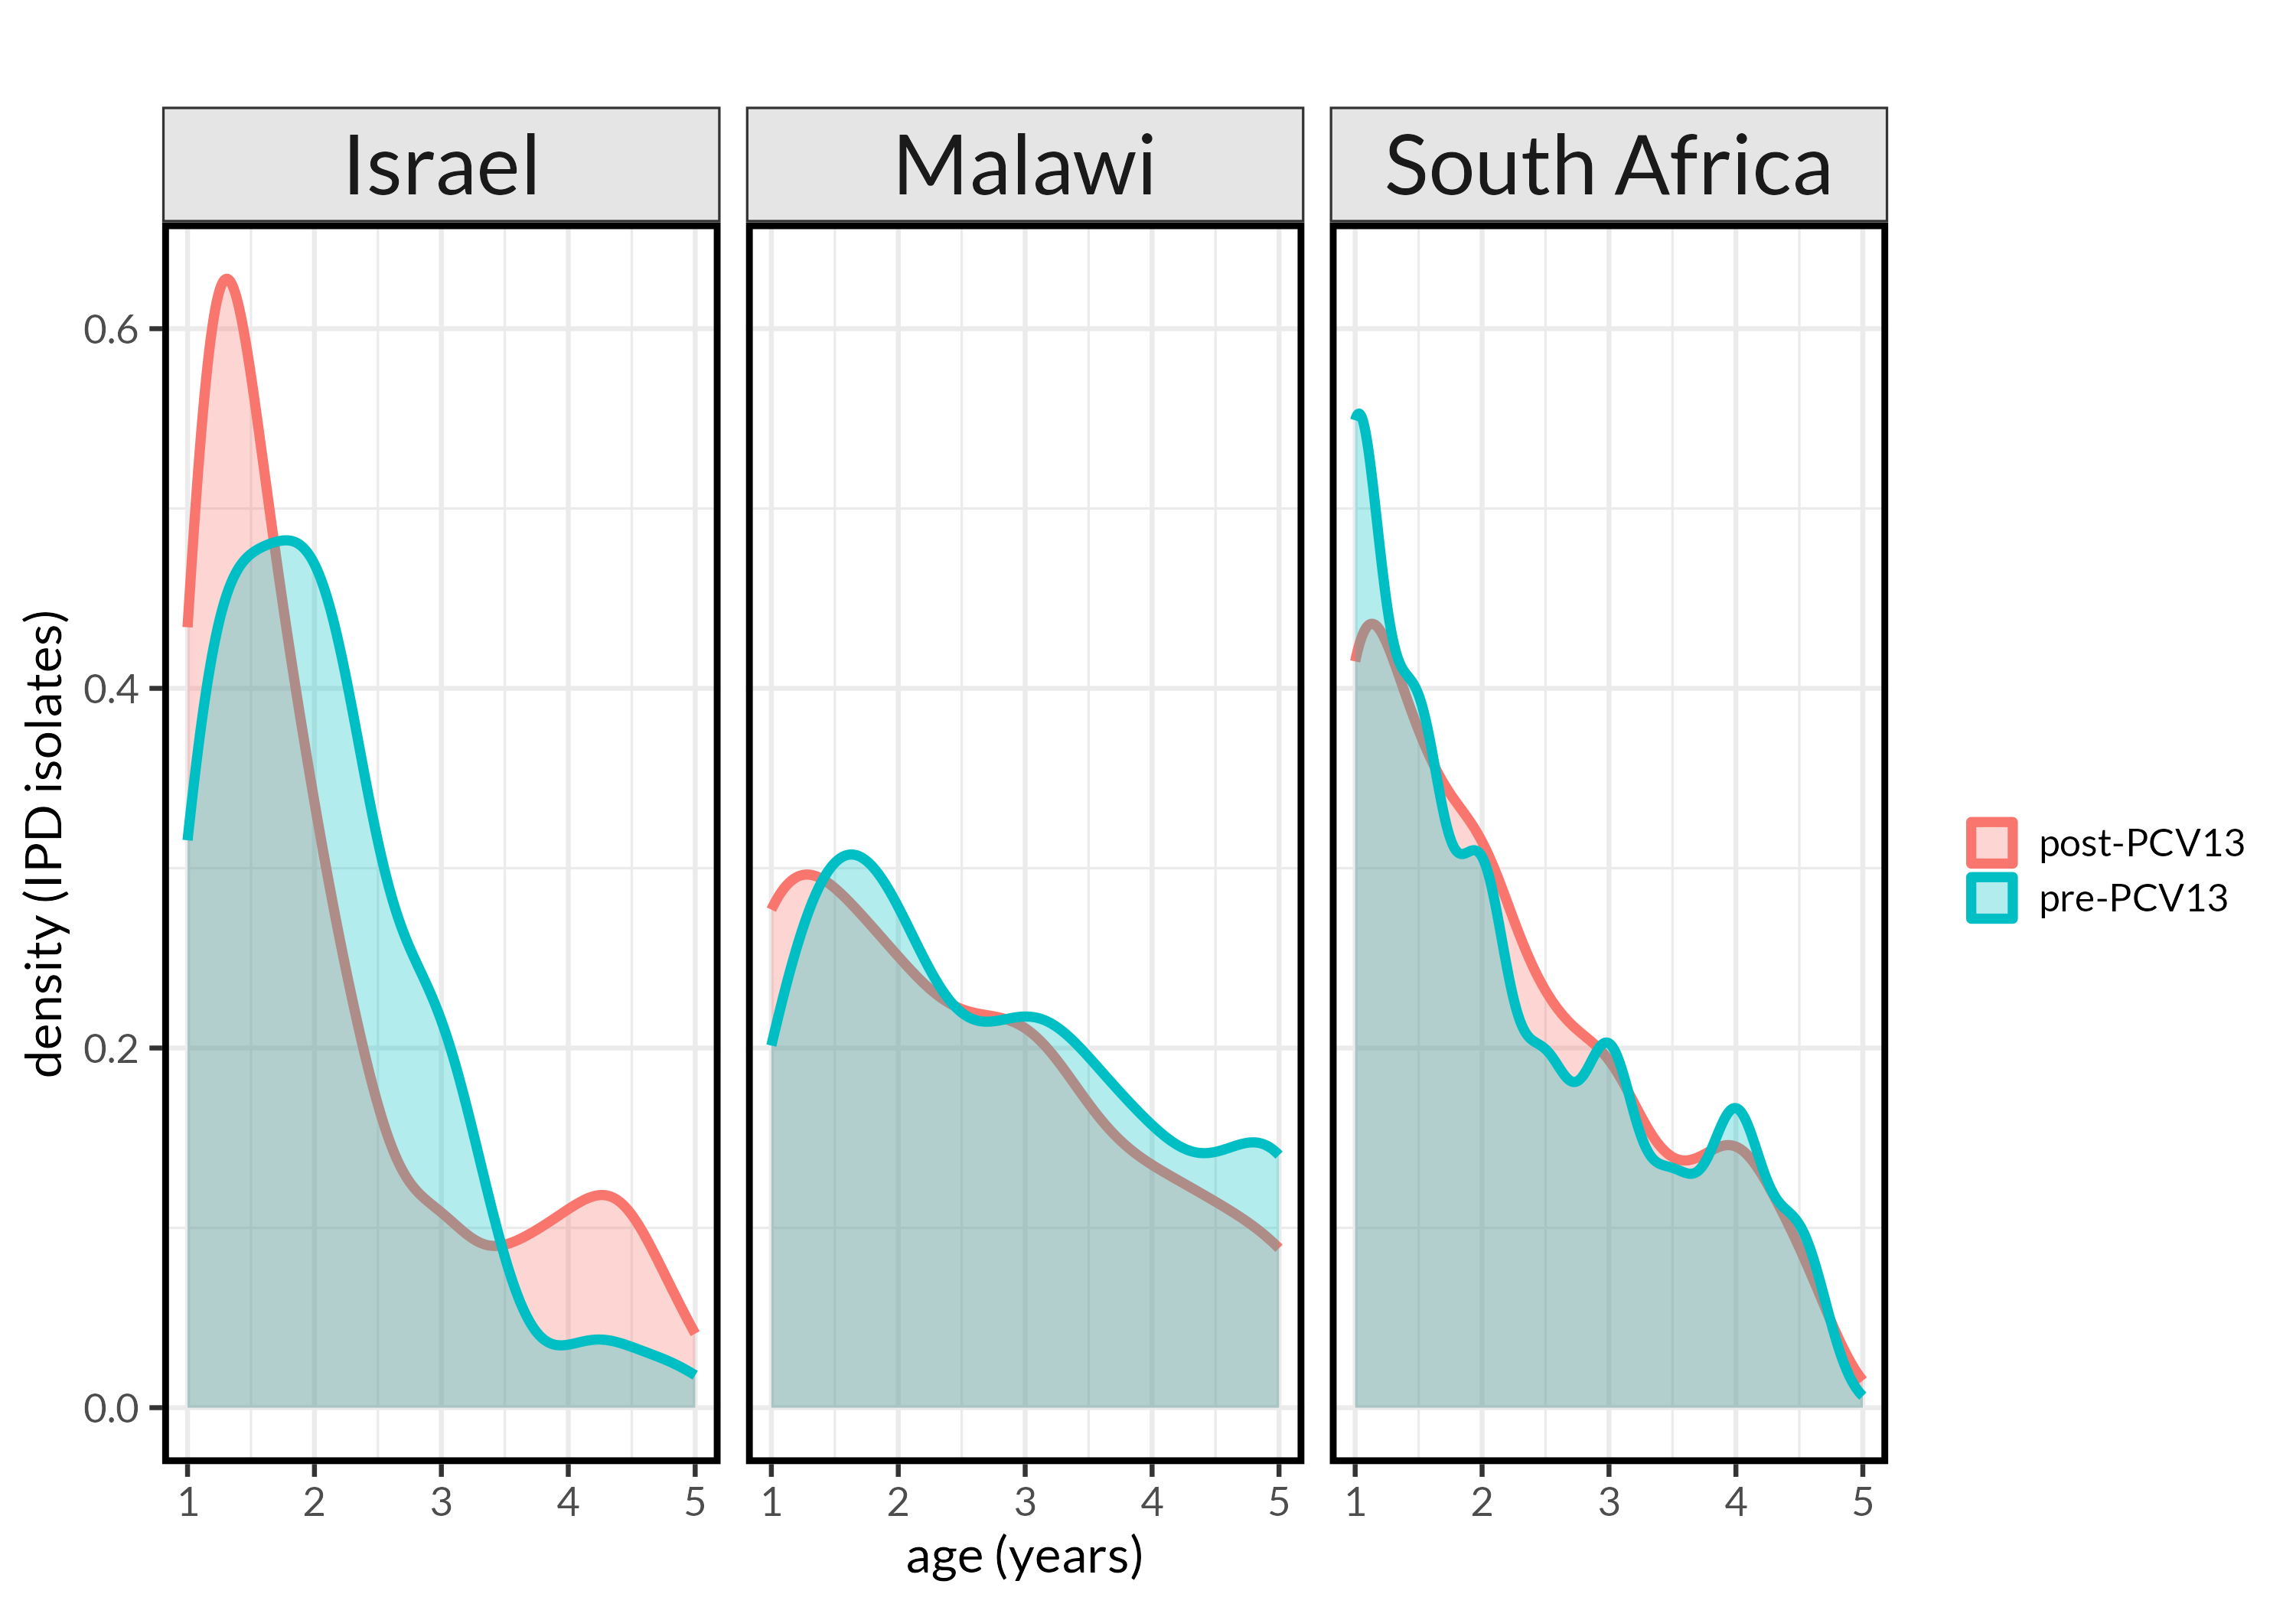 Israel
Malawi
South Africa
density (IPD isolates)
0.6
0.4
0.2
0.0
1 2 3 4 5
1 2 3 4 5
1 2 3 4 5
age (years)
post-PCV13
pre-PCV13